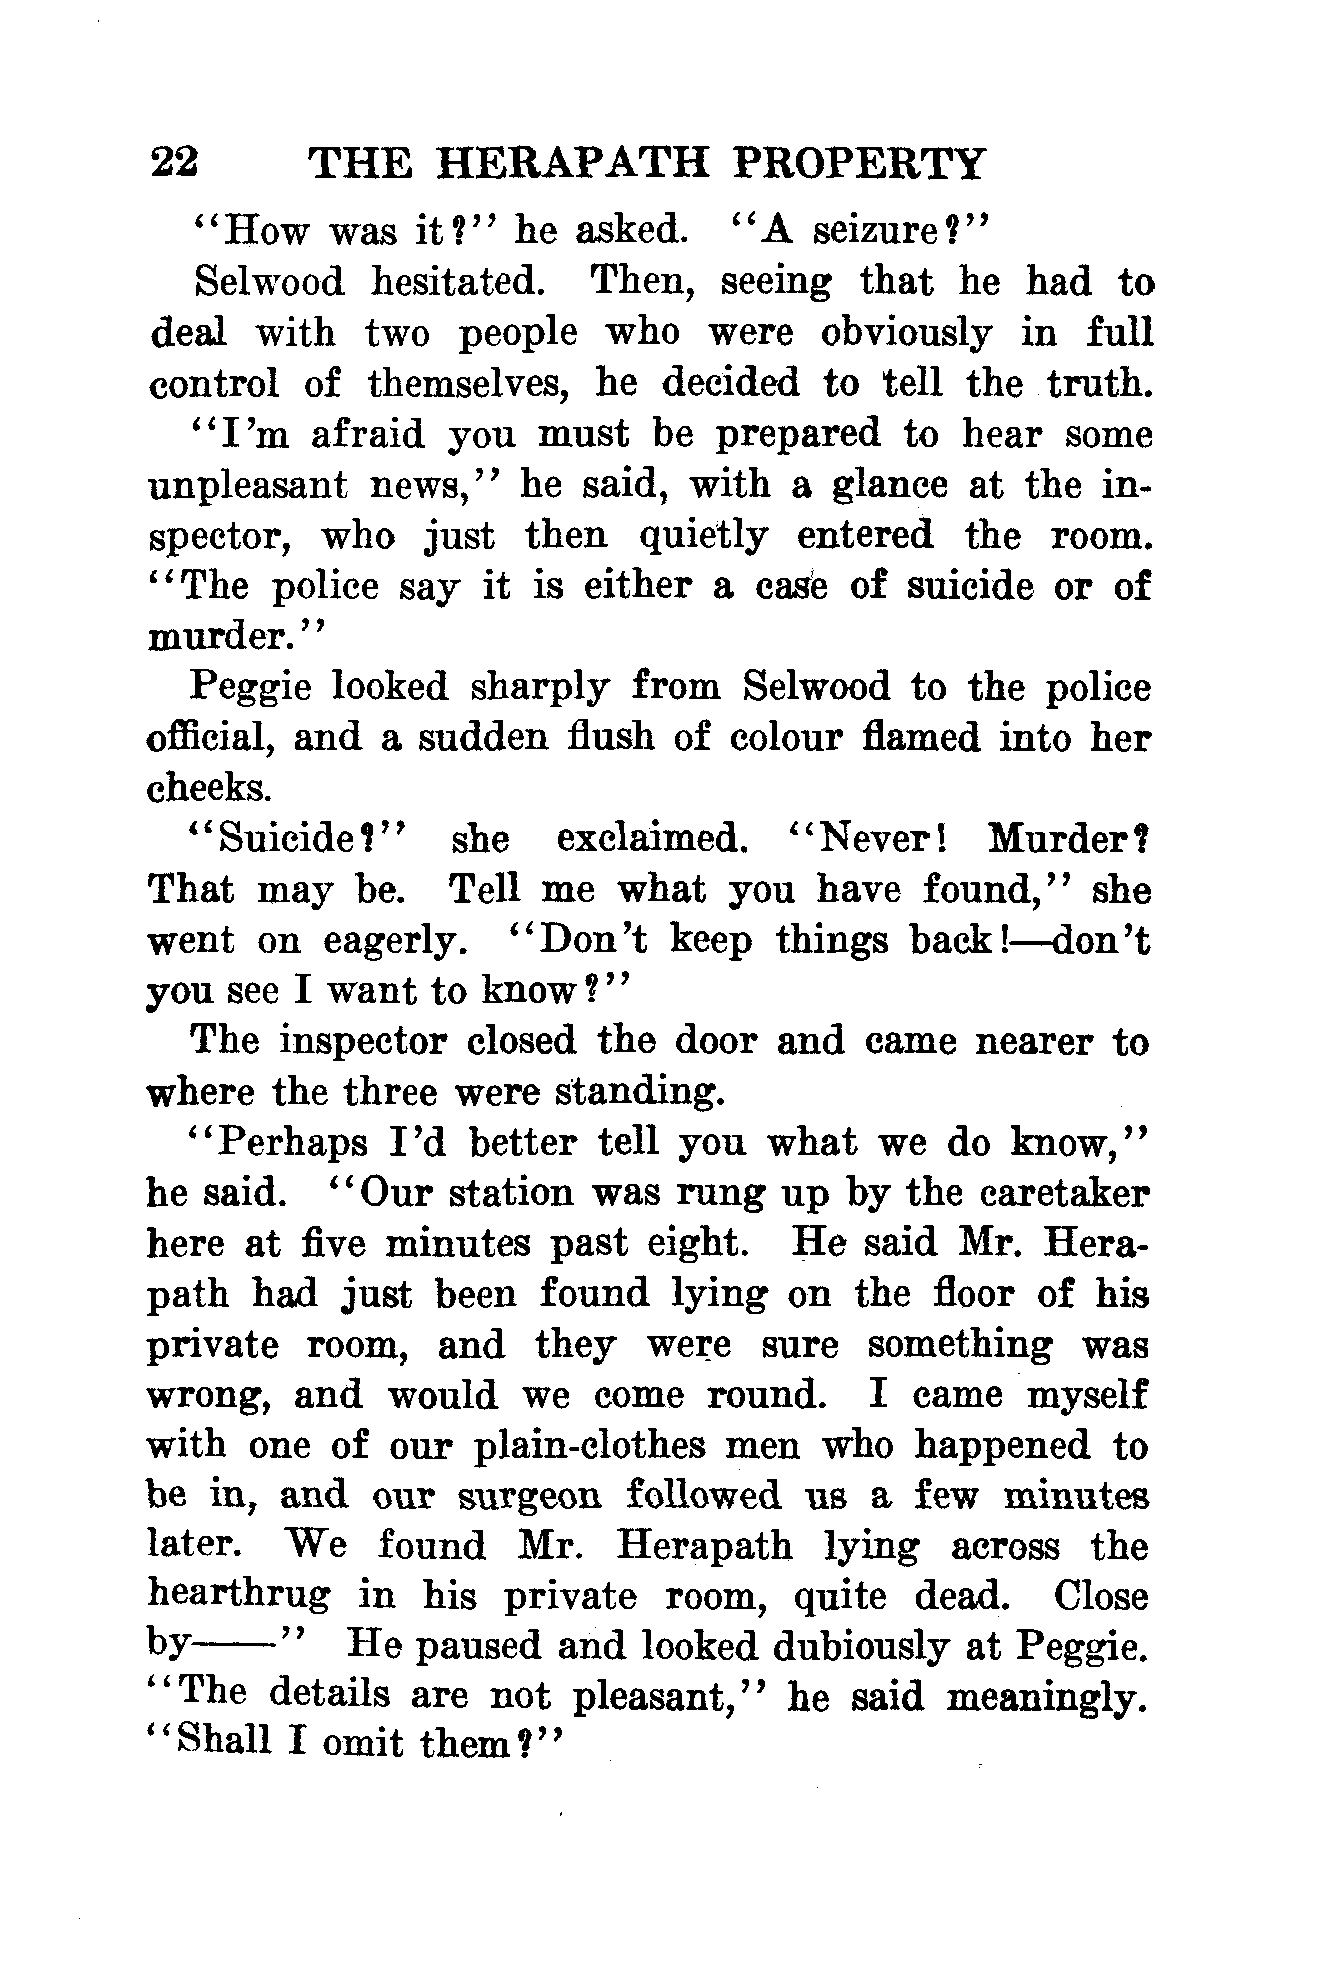 22 THE HERAPATH PROPERTY
"How was it?" he asked. "A seizure?"
Selwood hesitated. Then, seeing that he had to
deal with two people who were obviously in full
control of themselves, he decided to tell the truth.
"I'm afraid you must be prepared to hear some
unpleasant news," he said, with a glance at the in-
spector, who just then quietly entered the room.
"The police say it is either a case of suicide or of
murder."
Peggie looked sharply from Selwood to the police
official, and a sudden flush of colour flamed into her
cheeks.
"Suicide?" she exclaimed. "Never! Murder?
That may be. Tell me what you have found," she
went on eagerly. "Don't keep things back!—don't
you see I want to know?"
The inspector closed the door and came nearer to
where the three were standing.
"Perhaps I'd better tell you what we do know,"
he said. "Our station was rung up by the caretaker
here at five minutes past eight. He said Mr. Hera-
path had just been found lying on the floor of his
private room, and they were sure something was
wrong, and would we come round. I came myself
with one of our plain-clothes men who happened to
be in, and our surgeon followed us a few minutes
later. We found Mr. Herapath lying across the
hearthrug in his private room, quite dead. Close
by——" He paused and looked dubiously at Peggie.
"The details are not pleasant," he said meaningly.
"Shall I omit them?"